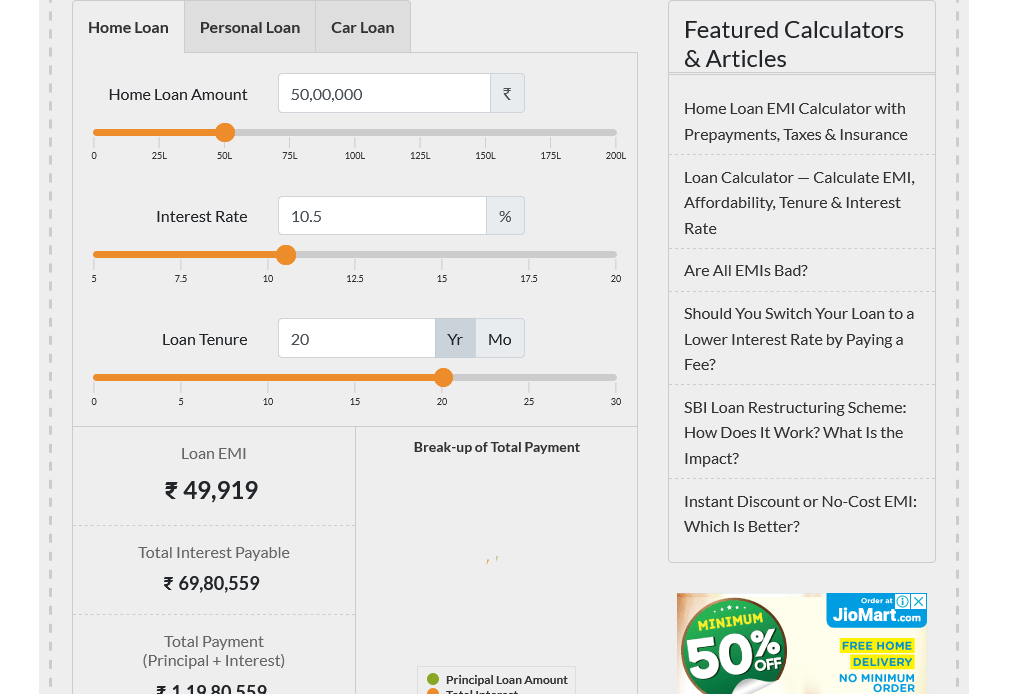 Home Loan
Personal Loan
Car Loan
Home Loan Amount
50,00,000
₹
0 25L 50L 75L 100L 125L 150L 175L 200L
Interest Rate
10.5
%
5 7.5 10 12.5 15 17.5 20
Loan Tenure
20
Yr
Mo
0 5 10 15 20 25 30
Loan EMI
₹ 49,919
Total Interest Payable
₹ 69,80,559
Total Payment
(Principal + Interest)
₹ 1,19,80,559
Break-up of Total Payment
Principal Loan Amount
Total Interest
Featured Calculators
& Articles
Home Loan EMI Calculator with
Prepayments, Taxes & Insurance
Loan Calculator — Calculate EMI,
Affordability, Tenure & Interest
Rate
Are All EMIs Bad?
Should You Switch Your Loan to a
Lower Interest Rate by Paying a
Fee?
SBI Loan Restructuring Scheme:
How Does It Work? What Is the
Impact?
Instant Discount or No-Cost EMI:
Which Is Better?
MINIMUM
50%
OFF
Order at
JioMart.com
FREE HOME
DELIVERY
NO MINIMUM
ORDER